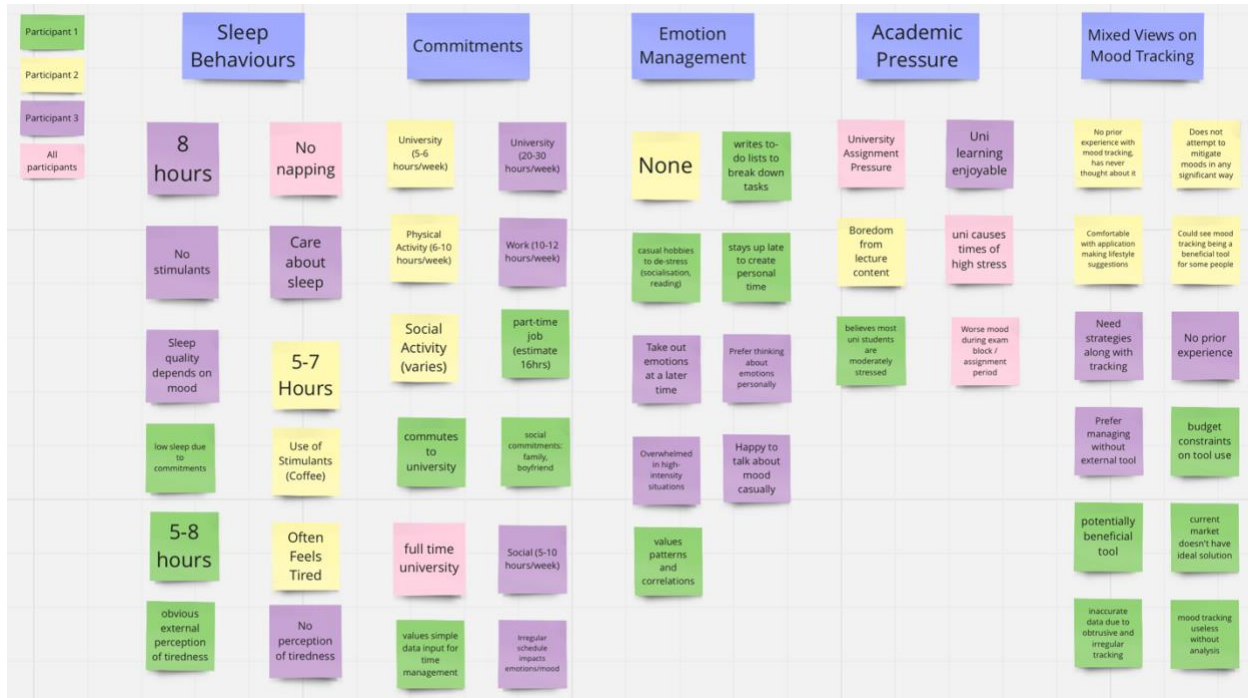 Participant 1
Participant 2
Participant 3
All
participants
Sleep
Behaviours
8
hours
No
napping
No
stimulants
Care
about
sleep
Sleep
quality
depends on
mood
5-7
Hours
low sleep due
to
commitments
Use of
Stimulants
(Coffee)
5-8
hours
Often
Feels
Tired
obvious
external
perception
of tiredness
No
perception
of tiredness
Commitments
University
(5-6
hours/week)
University
(20-30
hours/week)
Physical
Activity (6-10
hours/week)
Work (10-12
hours/week)
Social
Activity
(varies)
part-time
job
(estimate
16hrs)
commutes
to
university
social
commitments:
family,
boyfriend
full time
university
Social (5-10
hours/week)
values simple
data input for
time
management
Irregular
schedule
impacts
emotions/mood
Emotion
Management
None
writes to-
do lists to
break down
tasks
casual hobbies
to de-stress
(socialisation,
reading)
stays up late
to create
personal
time
Take out
emotions
at a later
time
Prefer thinking
about
emotions
personally
Overwhelmed
in high-
intensity
situations
Happy to
talk about
mood
casually
values
patterns
and
correlations
Academic
Pressure
University
Assignment
Pressure
Uni
learning
enjoyable
Boredom
from
lecture
content
uni causes
times of
high stress
believes most
uni students
are
moderately
stressed
Worse mood
during exam
block /
assignment
period
Mixed Views on
Mood Tracking
No prior
experience with
mood tracking,
has never
thought about it
Does not
attempt to
mitigate
moods in any
significant way
Comfortable
with application
making lifestyle
suggestions
Could see mood
tracking being a
beneficial tool
for some people
Need
strategies
along with
tracking
No prior
experience
Prefer
managing
without
external tool
budget
constraints
on tool use
potentially
beneficial
tool
current
market
doesn't have
ideal solution
inaccurate
data due to
obtrusive and
irregular
tracking
mood tracking
useless
without
analysis